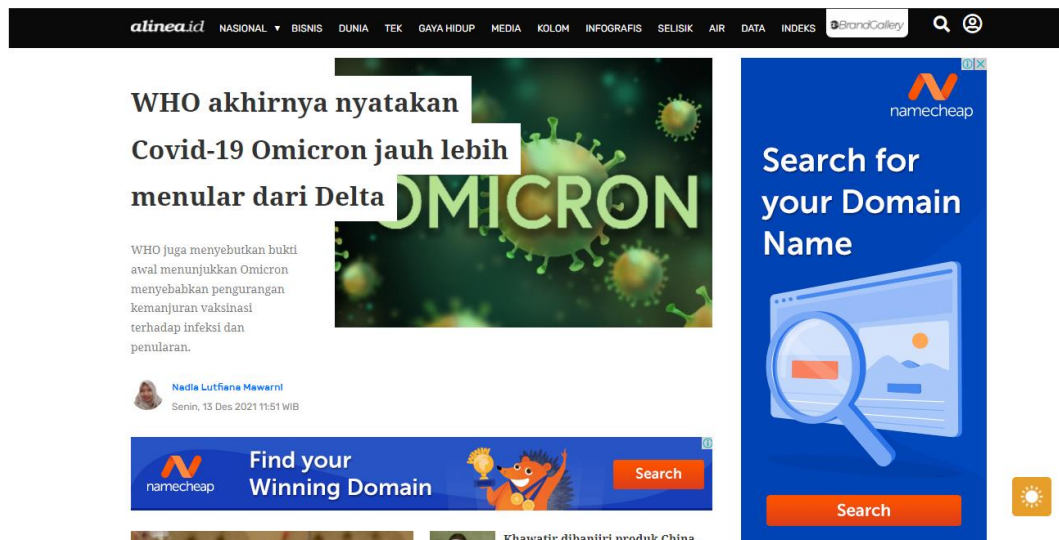 alinea.id NASIONAL ▼ BISNIS DUNIA TEK GAYA HIDUP MEDIA KOLOM INFOGRAFIS SELISIK AIR DATA INDEKS BrandGallery
WHO akhirnya nyatakan
Covid-19 Omicron jauh lebih
menular dari Delta
OMICRON
WHO juga menyebutkan bukti
awal menunjukkan Omicron
menyebabkan pengurangan
kemanjuran vaksinasi
terhadap infeksi dan
penularan.
Nadia Lutfiana Mawarni
Senin, 13 Des 2021 11:51 WIB
namecheap
Find your
Winning Domain
Search
namecheap
Search for
your Domain
Name
Search
Khawatir dibanjiri produk China,